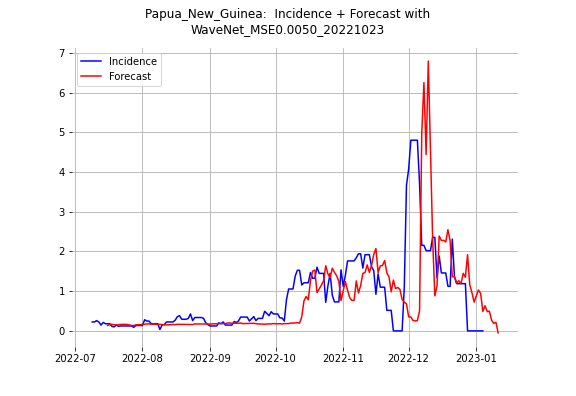 Papua_New_Guinea:  Incidence + Forecast with
WaveNet_MSE0.0050_20221023
7
6
5
4
3
2
1
0
Incidence
Forecast
2022-07 2022-08 2022-09 2022-10 2022-11 2022-12 2023-01